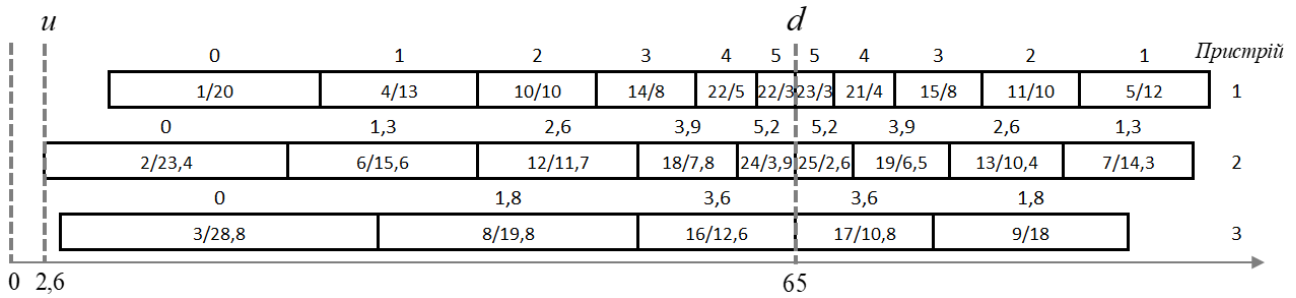 u d
0 1 2 3 4 5 5 4 3 2 1 Пристрій
1/20 4/13 10/10 14/8 22/5 22/3 23/3 21/4 15/8 11/10 5/12 1
0 1,3 2,6 3,9 5,2 5,2 3,9 2,6 1,3
2/23,4 6/15,6 12/11,7 18/7,8 24/3,9 25/2,6 19/6,5 13/10,4 7/14,3 2
0 1,8 3,6 3,6 1,8
3/28,8 8/19,8 16/12,6 17/10,8 9/18 3
0 2,6 65